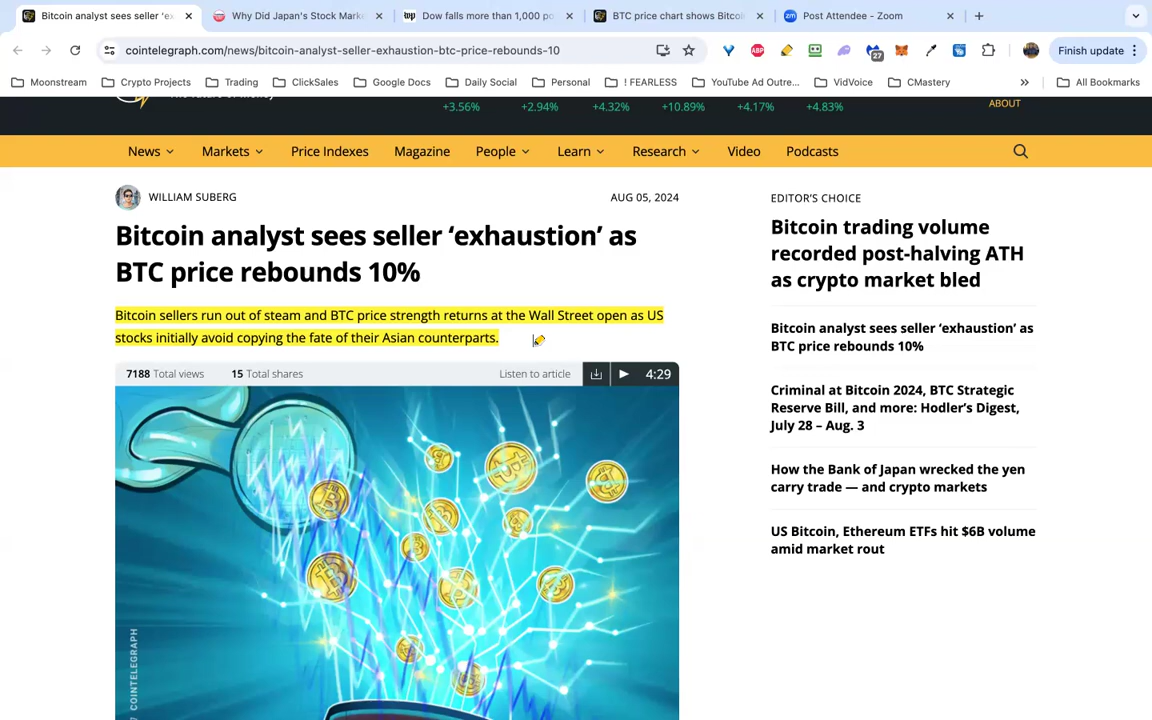 Bitcoin analyst sees seller 'ex
Why Did Japan's Stock Mark
Dow falls more than 1,000 po
BTC price chart shows Bitcoi
Post Attendee - Zoom
cointelegraph.com/news/bitcoin-analyst-seller-exhaustion-btc-price-rebounds-10
27
Finish update
Moonstream Crypto Projects Trading ClickSales Google Docs Daily Social Personal ! FEARLESS YouTube Ad Outre... VidVoice CMastery All Bookmarks
+3.56% +2.94% +4.32% +10.89% +4.17% +4.83%
ABOUT
News Markets Price Indexes Magazine People Learn Research Video Podcasts
WILLIAM SUBERG
AUG 05, 2024
Bitcoin analyst sees seller ‘exhaustion’ as
BTC price rebounds 10%
Bitcoin sellers run out of steam and BTC price strength returns at the Wall Street open as US
stocks initially avoid copying the fate of their Asian counterparts.
7188 Total views 15 Total shares
Listen to article 4:29
COINTELEGRAPH
EDITOR'S CHOICE
Bitcoin trading volume
recorded post-halving ATH
as crypto market bled
Bitcoin analyst sees seller ‘exhaustion’ as
BTC price rebounds 10%
Criminal at Bitcoin 2024, BTC Strategic
Reserve Bill, and more: Hodler's Digest,
July 28 – Aug. 3
How the Bank of Japan wrecked the yen
carry trade — and crypto markets
US Bitcoin, Ethereum ETFs hit $6B volume
amid market rout